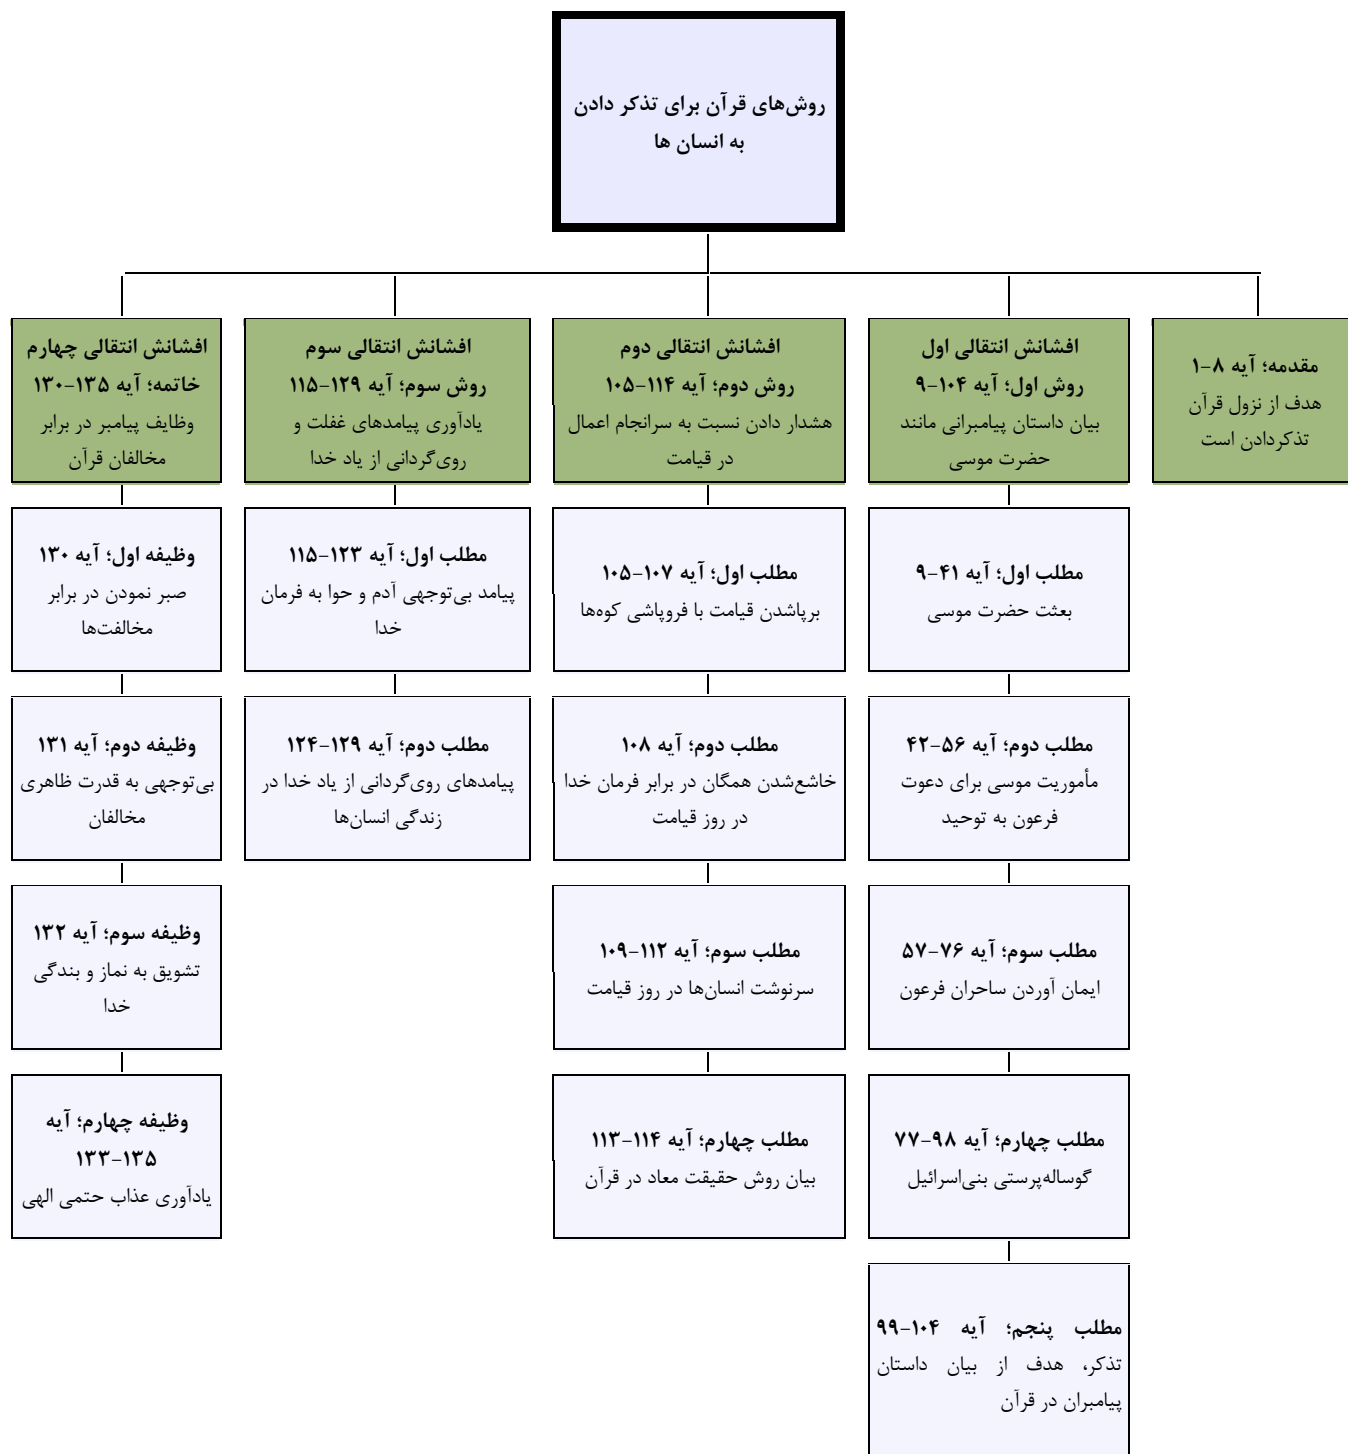 روش‌های قرآن برای تذکر دادن
به انسان ها
مقدمه؛ آیه ۸-۱
هدف از نزول قرآن
تذکردادن است
افشانش انتقالی اول
روش اول؛ آیه ۱۰۴-۹
بیان داستان پیامبرانی مانند
حضرت موسی
مطلب اول؛ آیه ۴۱-۹
بعثت حضرت موسی
مطلب دوم؛ آیه ۵۶-۴۲
مأموریت موسی برای دعوت
فرعون به توحید
مطلب سوم؛ آیه ۷۶-۵۷
ایمان آوردن ساحران فرعون
مطلب چهارم؛ آیه ۹۸-۷۷
گوساله‌پرستی بنی‌اسرائیل
مطلب پنجم؛ آیه ۱۰۴-۹۹
تذکر، هدف از بیان داستان
پیامبران در قرآن
افشانش انتقالی دوم
روش دوم؛ آیه ۱۱۴-۱۰۵
هشدار دادن نسبت به سرانجام اعمال
در قیامت
مطلب اول؛ آیه ۱۰۷-۱۰۵
برپاشدن قیامت با فروپاشی کوه‌ها
مطلب دوم؛ آیه ۱۰۸
خاشع‌شدن همگان در برابر فرمان خدا
در روز قیامت
مطلب سوم؛ آیه ۱۱۲-۱۰۹
سرنوشت انسان‌ها در روز قیامت
مطلب چهارم؛ آیه ۱۱۴-۱۱۳
بیان روش حقیقت معاد در قرآن
افشانش انتقالی سوم
روش سوم؛ آیه ۱۲۹-۱۱۵
یادآوری پیامدهای غفلت و
روی‌گردانی از یاد خدا
مطلب اول؛ آیه ۱۲۳-۱۱۵
پیامد بی‌توجهی آدم و حوا به فرمان
خدا
مطلب دوم؛ آیه ۱۲۹-۱۲۴
پیامدهای روی‌گردانی از یاد خدا در
زندگی انسان‌ها
افشانش انتقالی چهارم
خاتمه؛ آیه ۱۳۵-۱۳۰
وظایف پیامبر در برابر
مخالفان قرآن
وظیفه اول؛ آیه ۱۳۰
صبر نمودن در برابر
مخالفت‌ها
وظیفه دوم؛ آیه ۱۳۱
بی‌توجهی به قدرت ظاهری
مخالفان
وظیفه سوم؛ آیه ۱۳۲
تشویق به نماز و بندگی
خدا
وظیفه چهارم؛ آیه
۱۳۵-۱۳۳
یادآوری عذاب حتمی الهی